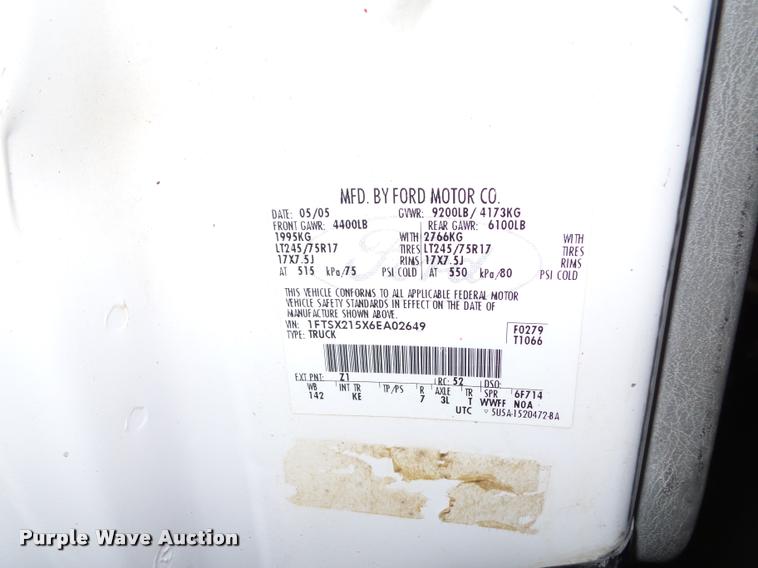 MFD. BY FORD MOTOR CO.
DATE: 05/05 GVWR: 9200LB/ 4173KG
FRONT GAWR: 4400LB REAR GAWR: 6100LB
1995KG WITH 2766KG WITH
LT245/75R17 TIRES LT245/75R17 TIRES
17X7.5J RIMS 17X7.5J RIMS
AT 515 kPa/75 PSI COLD AT 550 kPa/80 PSI COLD
THIS VEHICLE CONFORMS TO ALL APPLICABLE FEDERAL MOTOR
VEHICLE SAFETY STANDARDS IN EFFECT ON THE DATE OF
MANUFACTURE SHOWN ABOVE.
VIN: 1FTSX215X6EA02649 F0279
TYPE: TRUCK T1066
EXT PNT: Z1 RC: 52 DSO:
WB INT TR TP/PS R AXLE TR SPR 6F714
142 KE 7 3L T WWFF N0A
UTC 5U5A-1520472-BA
Ford
Purple Wave Auction